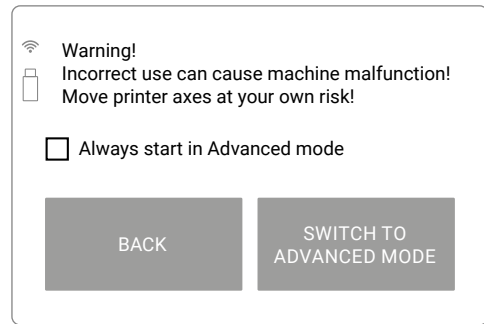 Warning!
Incorrect use can cause machine malfunction!
Move printer axes at your own risk!
Always start in Advanced mode
BACK
SWITCH TO
ADVANCED MODE